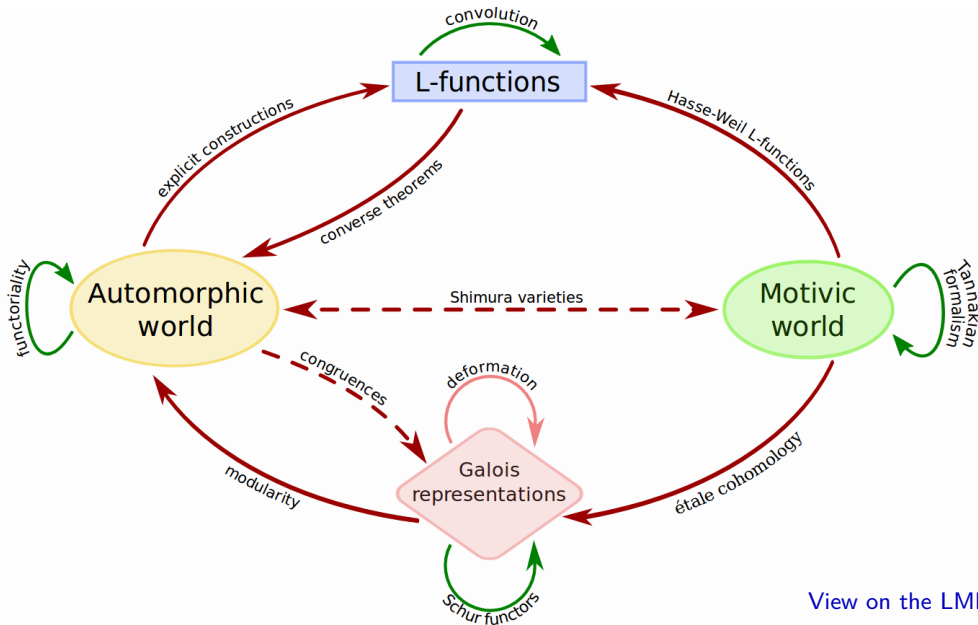 convolution
L-functions
explicit constructions
Hasse-Weil L-functions
converse theorems
functoriality
Automorphic
world
Shimura varieties
Motivic
world
Tannakian
formalism
congruences
deformation
Galois
representations
modularity
étale cohomology
Schur functors
View on the